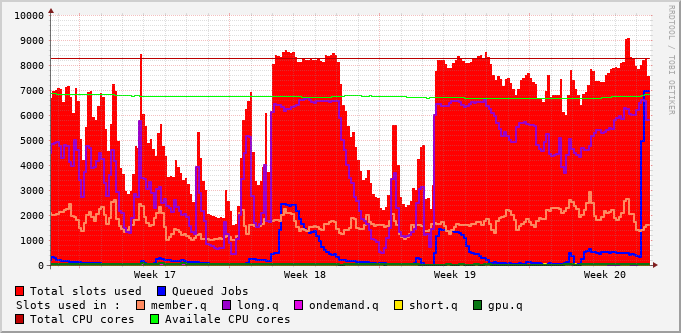 10000
9000
8000
7000
6000
5000
4000
3000
2000
1000
0
Week 17 Week 18 Week 19 Week 20
RRDTOOL / TOBI OETIKER
Total slots used Queued Jobs
Slots used in : member.q long.q ondemand.q short.q gpu.q
Total CPU cores Availale CPU cores